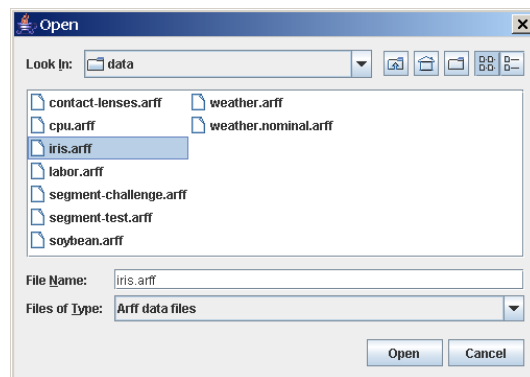 Open
Look In: data
contact-lenses.arff
cpu.arff
iris.arff
labor.arff
segment-challenge.arff
segment-test.arff
soybean.arff
weather.arff
weather.nominal.arff
File Name: iris.arff
Files of Type: Arff data files
Open Cancel